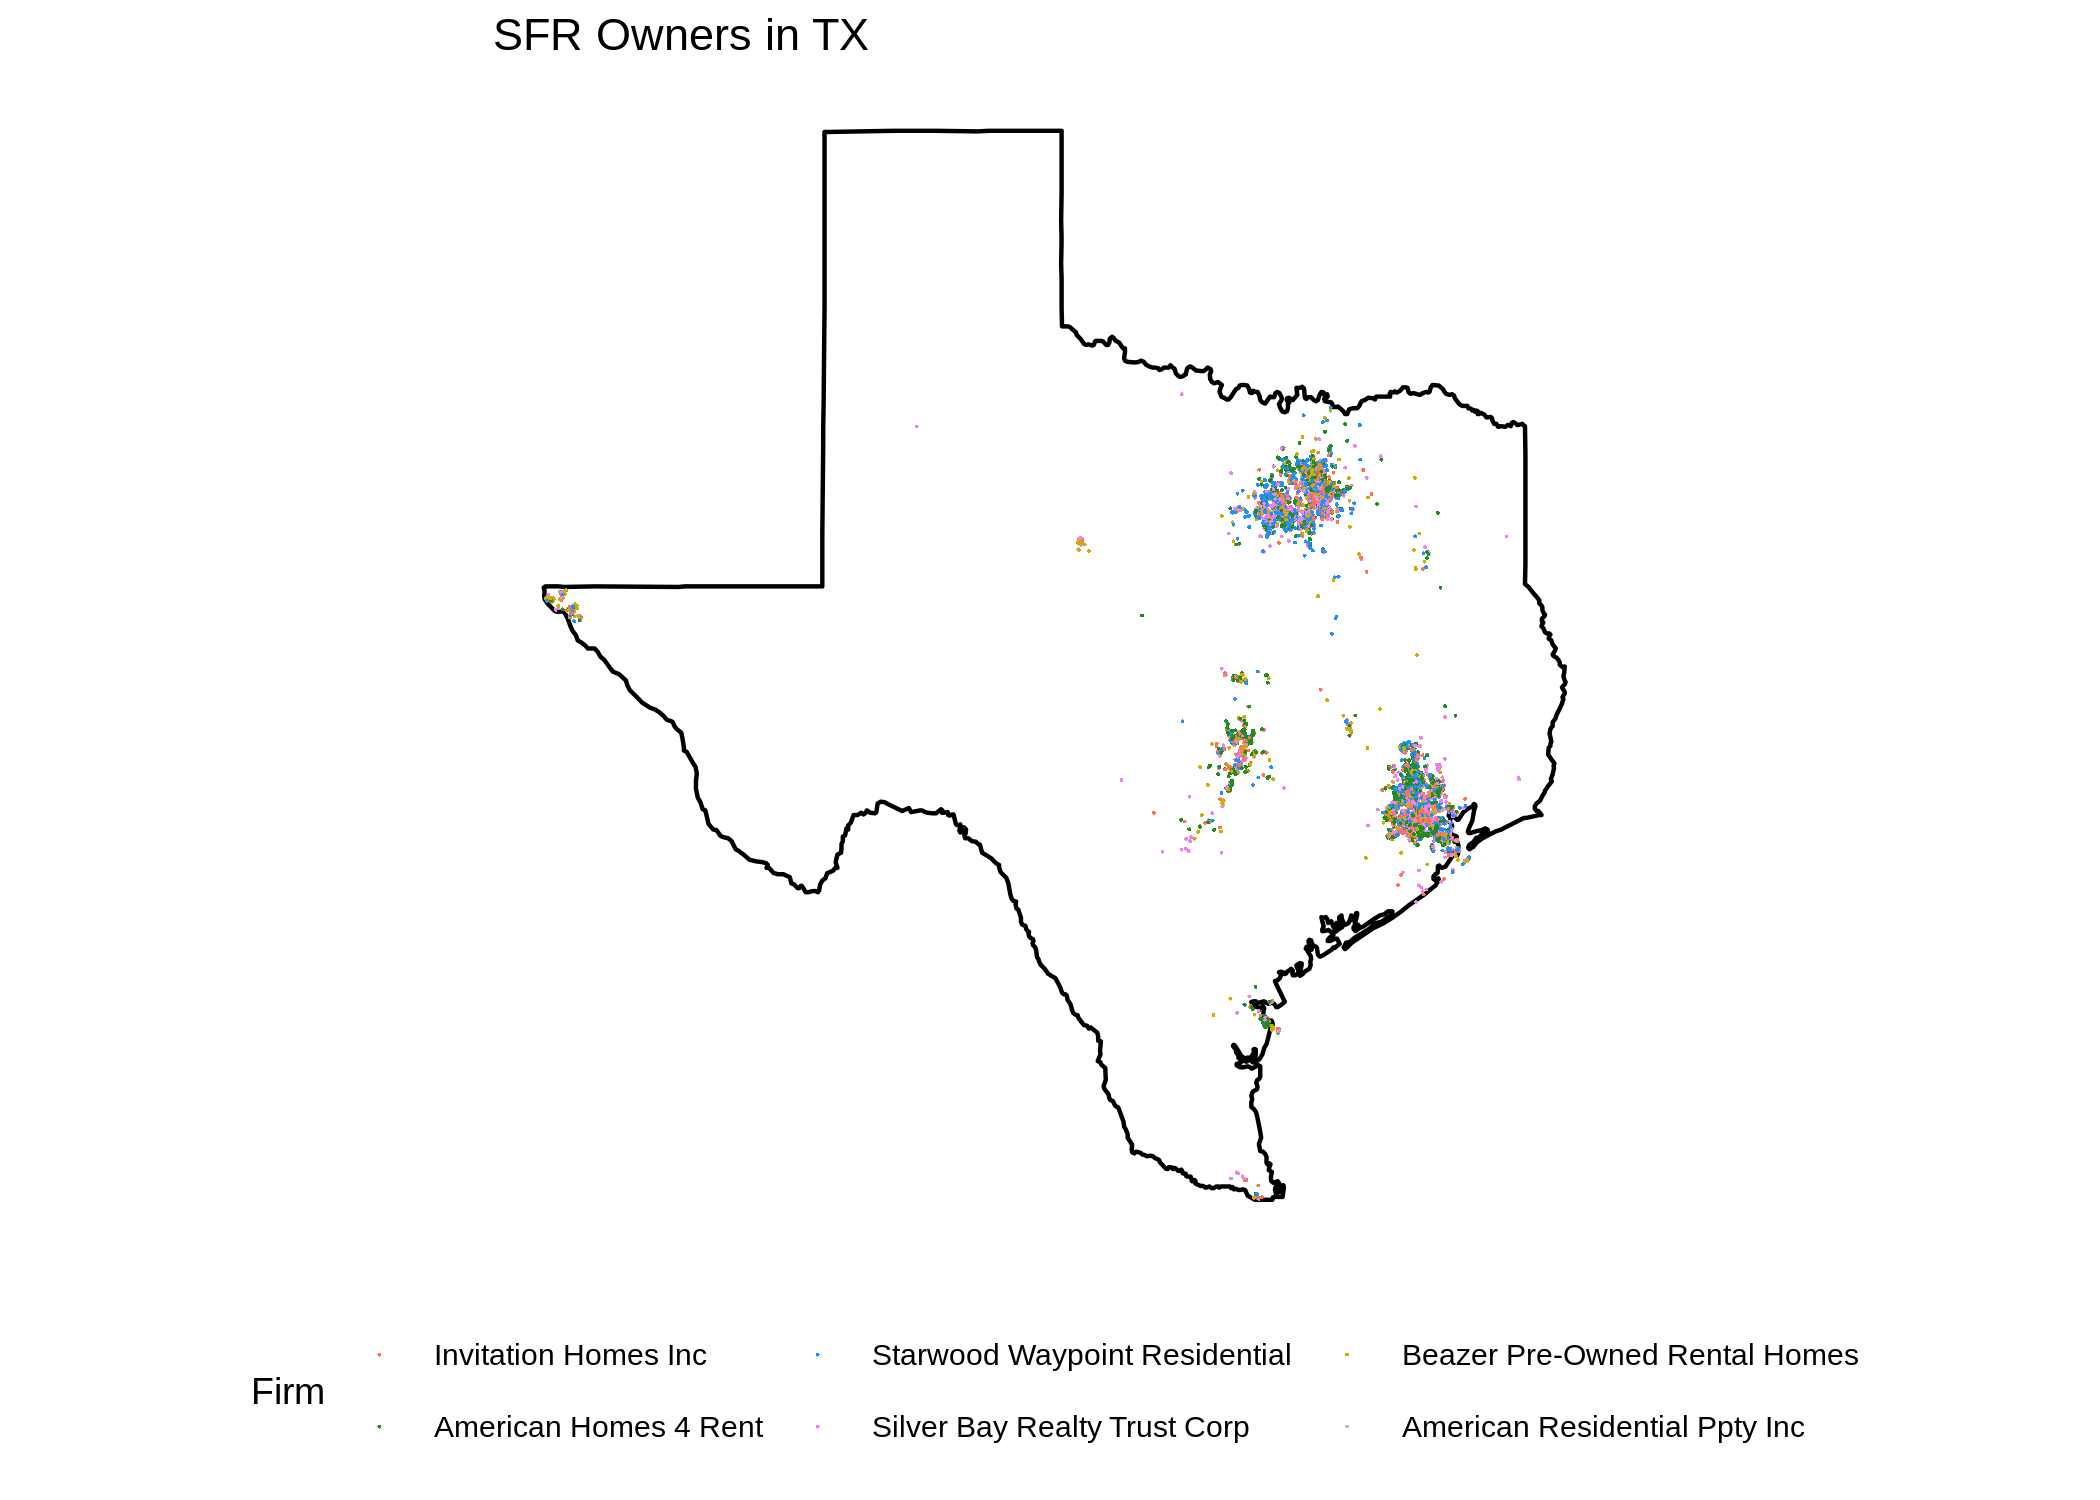 SFR Owners in TX
Firm
Invitation Homes Inc
Starwood Waypoint Residential
Beazer Pre-Owned Rental Homes
American Homes 4 Rent
Silver Bay Realty Trust Corp
American Residential Ppty Inc